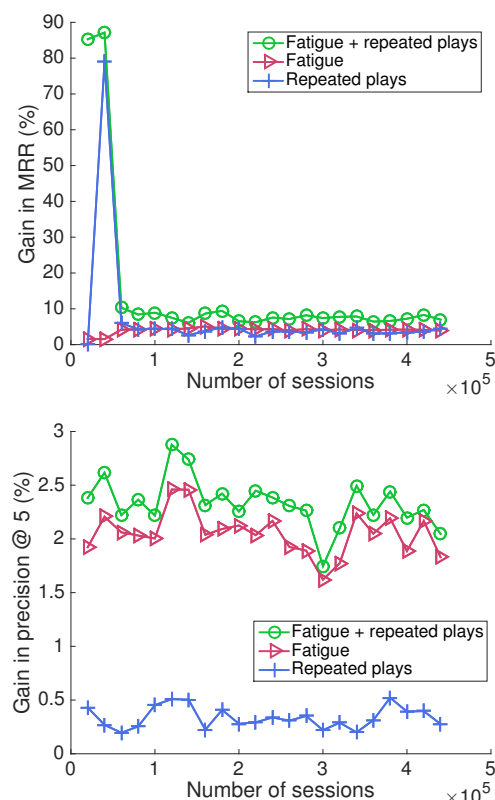 90
80
70
60
50
40
30
20
10
0
Gain in MRR (%)
Fatigue + repeated plays
Fatigue
Repeated plays
0 1 2 3 4 5
Number of sessions
×10⁵
3
2.5
2
1.5
1
0.5
0
Gain in precision @ 5 (%)
Fatigue + repeated plays
Fatigue
Repeated plays
0 1 2 3 4 5
Number of sessions
×10⁵